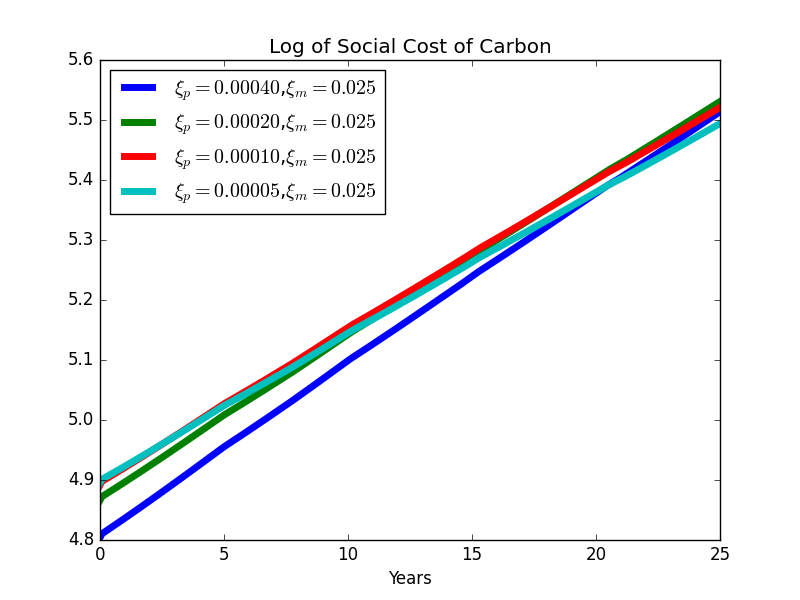 Log of Social Cost of Carbon
5.6
5.5
5.4
5.3
5.2
5.1
5.0
4.9
4.8
ξₚ = 0.00040,ξₘ = 0.025
ξₚ = 0.00020,ξₘ = 0.025
ξₚ = 0.00010,ξₘ = 0.025
ξₚ = 0.00005,ξₘ = 0.025
0 5 10 15 20 25
Years